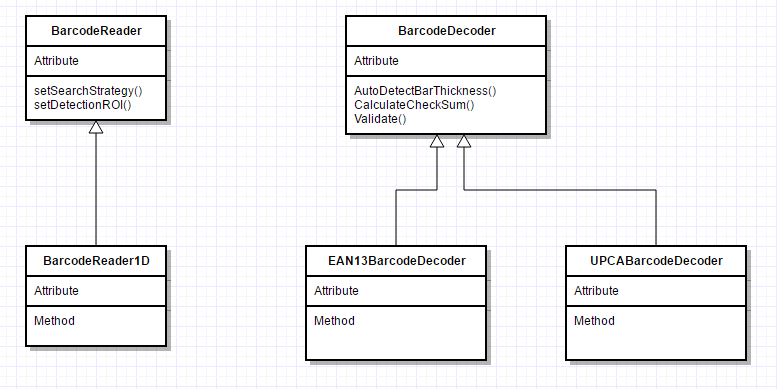 BarcodeReader
Attribute
setSearchStrategy()
setDetectionROI()
BarcodeDecoder
Attribute
AutoDetectBarThickness()
CalculateCheckSum()
Validate()
BarcodeReader1D
Attribute
Method
EAN13BarcodeDecoder
Attribute
Method
UPCABarcodeDecoder
Attribute
Method